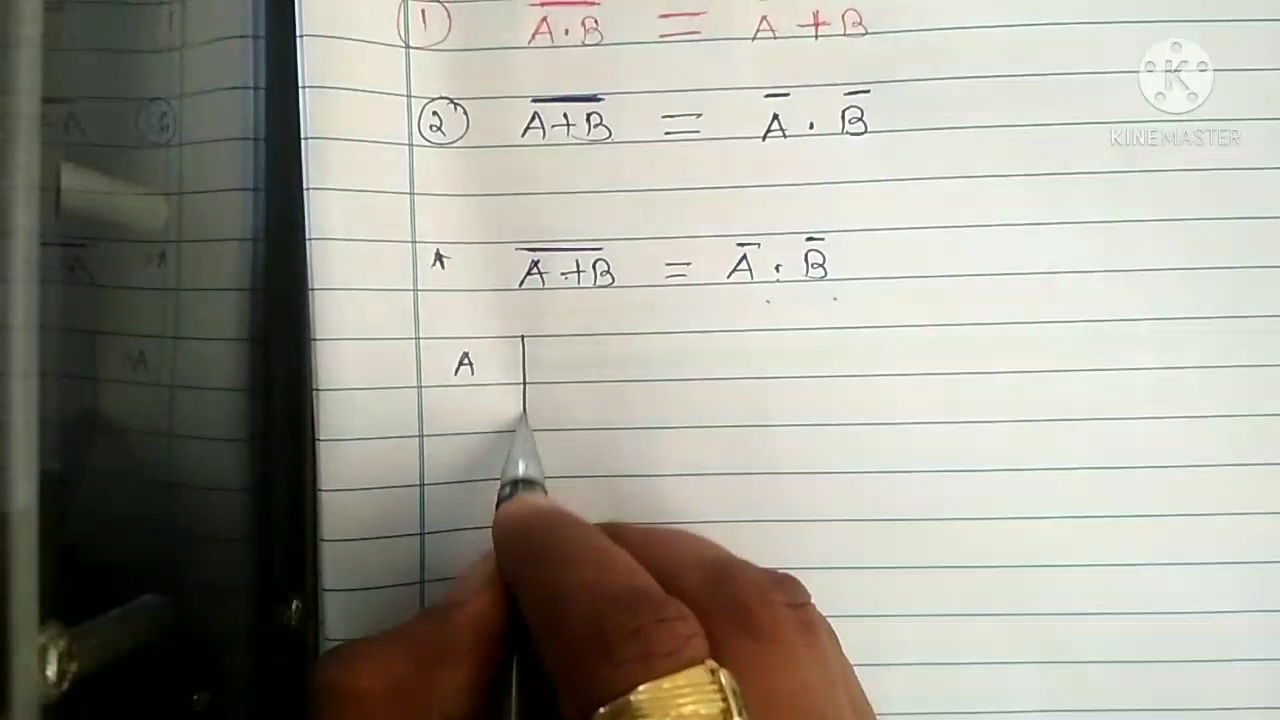 ① A̅·̅B̅ = A + B
② A̅+̅B̅ = A̅ · B̅
KINEMASTER
* A̅+̅B̅ = A̅ · B̅
A